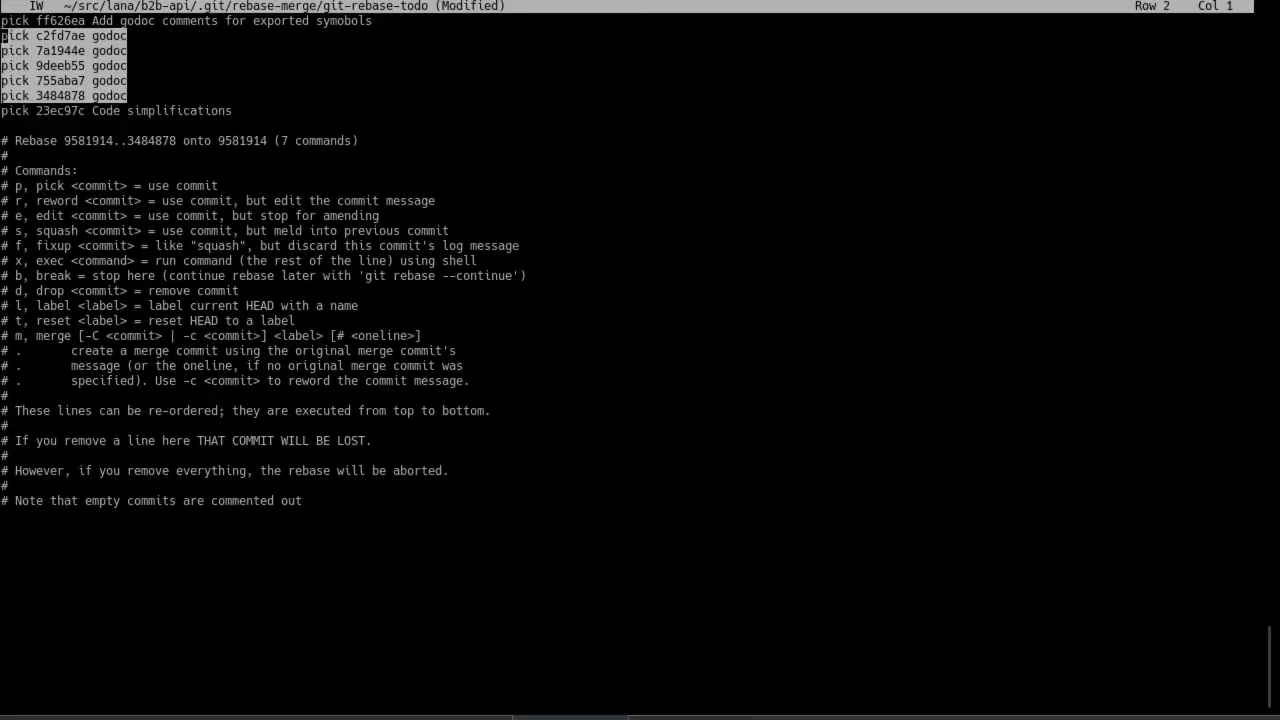 IW ~/src/lana/b2b-api/.git/rebase-merge/git-rebase-todo (Modified) Row 2 Col 1
pick ff626ea Add godoc comments for exported symobols
pick c2fd7ae godoc
pick 7a1944e godoc
pick 9deeb55 godoc
pick 755aba7 godoc
pick 3484878 godoc
pick 23ec97c Code simplifications
# Rebase 9581914..3484878 onto 9581914 (7 commands)
#
# Commands:
# p, pick <commit> = use commit
# r, reword <commit> = use commit, but edit the commit message
# e, edit <commit> = use commit, but stop for amending
# s, squash <commit> = use commit, but meld into previous commit
# f, fixup <commit> = like "squash", but discard this commit's log message
# x, exec <command> = run command (the rest of the line) using shell
# b, break = stop here (continue rebase later with 'git rebase --continue')
# d, drop <commit> = remove commit
# l, label <label> = label current HEAD with a name
# t, reset <label> = reset HEAD to a label
# m, merge [-C <commit> | -c <commit>] <label> [# <oneline>]
# . create a merge commit using the original merge commit's
# . message (or the oneline, if no original merge commit was
# . specified). Use -c <commit> to reword the commit message.
#
# These lines can be re-ordered; they are executed from top to bottom.
#
# If you remove a line here THAT COMMIT WILL BE LOST.
#
# However, if you remove everything, the rebase will be aborted.
#
# Note that empty commits are commented out